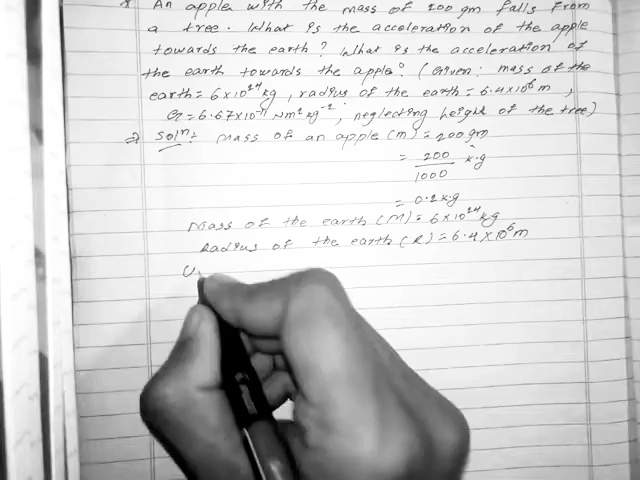 An apple with the mass of 200 gm falls from
a tree. What is the acceleration of the apple
towards the earth? What is the acceleration of
the earth towards the apple? (Given: mass of the
earth = 6×10²⁴ kg, radius of the earth = 6.4×10⁶ m,
G = 6.67×10⁻¹¹ Nm² kg⁻², neglecting height of the tree)
⇒ Solⁿ: Mass of an apple (m) = 200 gm
= 200/1000 kg
= 0.2 kg
Mass of the earth (M) = 6×10²⁴ kg
Radius of the earth (R) = 6.4×10⁶ m